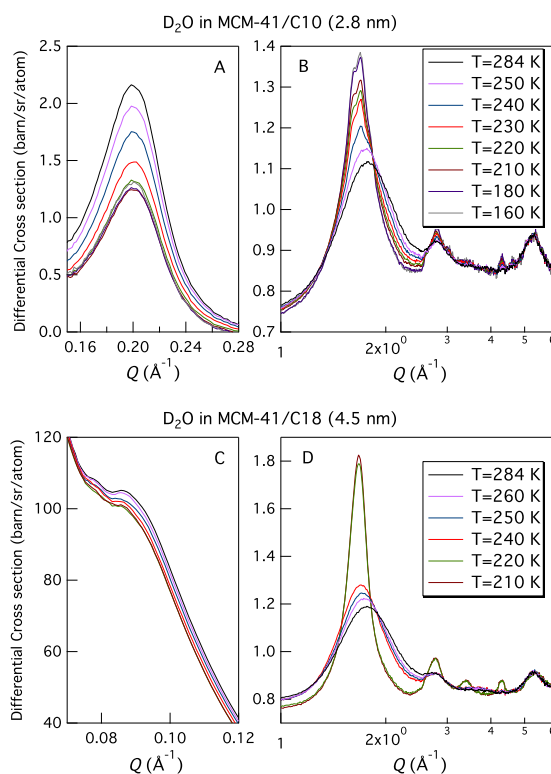 D₂O in MCM-41/C10 (2.8 nm)
Differential Cross section (barn/sr/atom)
2.5
2.0
1.5
1.0
0.5
0.0
A
0.16
0.20
0.24
0.28
Q (Å⁻¹)
1.4
1.3
1.2
1.1
1.0
0.9
0.8
0.7
B
T=284 K
T=250 K
T=240 K
T=230 K
T=220 K
T=210 K
T=180 K
T=160 K
1
2x10⁰
3
4
5
6
Q (Å⁻¹)
D₂O in MCM-41/C18 (4.5 nm)
Differential Cross section (barn/sr/atom)
120
100
80
60
40
C
0.08
0.10
0.12
Q (Å⁻¹)
1.8
1.6
1.4
1.2
1.0
0.8
D
T=284 K
T=260 K
T=250 K
T=240 K
T=220 K
T=210 K
1
2x10⁰
3
4
5
6
Q (Å⁻¹)